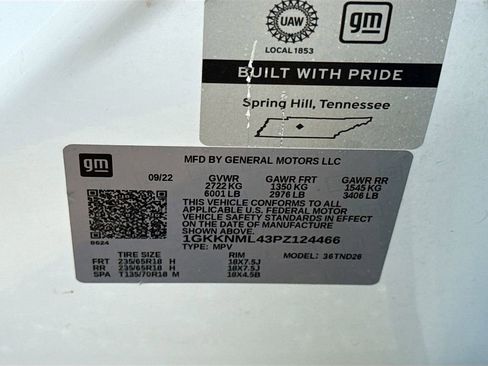 UAW
gm
LOCAL 1853
BUILT WITH PRIDE
Spring Hill, Tennessee
gm
MFD BY GENERAL MOTORS LLC
09/22 GVWR GAWR FRT GAWR RR
2722 KG 1350 KG 1545 KG
6001 LB 2976 LB 3406 LB
THIS VEHICLE CONFORMS TO ALL
APPLICABLE U.S. FEDERAL MOTOR
VEHICLE SAFETY STANDARDS IN EFFECT
ON THE DATE OF MANUFACTURE
SHOWN ABOVE.
1GKKNML43PZ124466
B624
TYPE: MPV
TIRE SIZE RIM MODEL: 36TND26
FRT 235/65R18 H 18X7.5J
RR 235/65R18 H 18X7.5J
SPA T135/70R18 M 18X4.5B